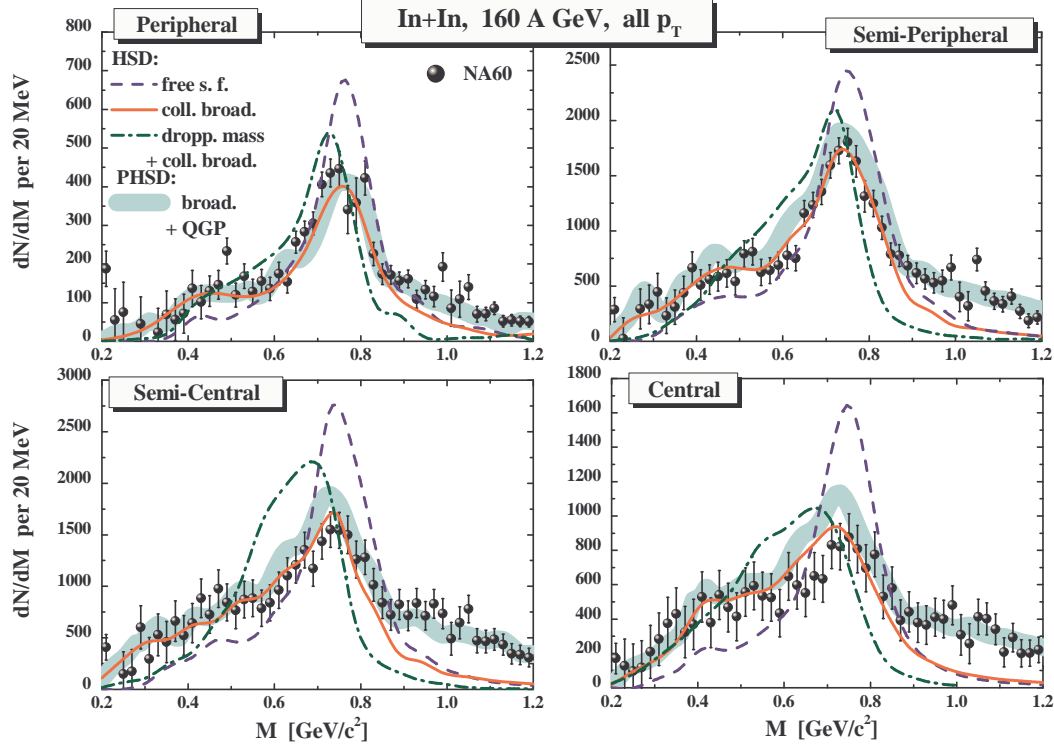 In+In, 160 A GeV, all p_T
Peripheral
Semi-Peripheral
HSD:
free s. f.
coll. broad.
dropp. mass
+ coll. broad.
PHSD:
broad.
+ QGP
NA60
dN/dM per 20 MeV
800
700
600
500
400
300
200
100
0
0.2 0.4 0.6 0.8 1.0 1.2
2500
2000
1500
1000
500
0
0.2 0.4 0.6 0.8 1.0 1.2
Semi-Central
Central
dN/dM per 20 MeV
3000
2750
2500
2250
2000
1750
1500
1250
1000
750
500
250
0
0.2 0.4 0.6 0.8 1.0 1.2
M [GeV/c²]
1800
1600
1400
1200
1000
800
600
400
200
0
0.2 0.4 0.6 0.8 1.0 1.2
M [GeV/c²]